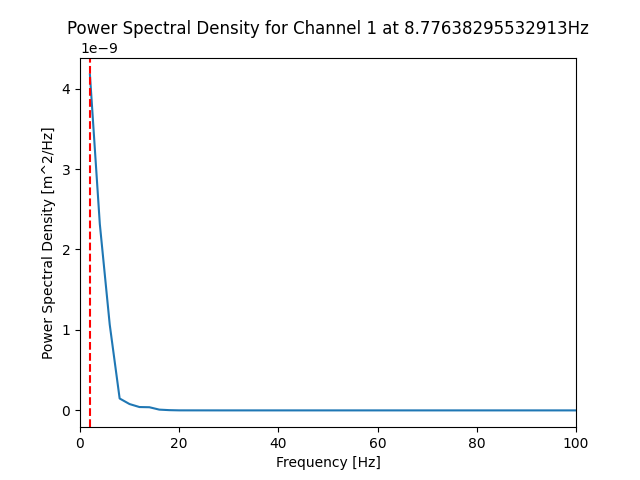 Power Spectral Density for Channel 1 at 8.77638295532913Hz
1e−9
4
3
2
1
0
Power Spectral Density [m^2/Hz]
0 20 40 60 80 100
Frequency [Hz]